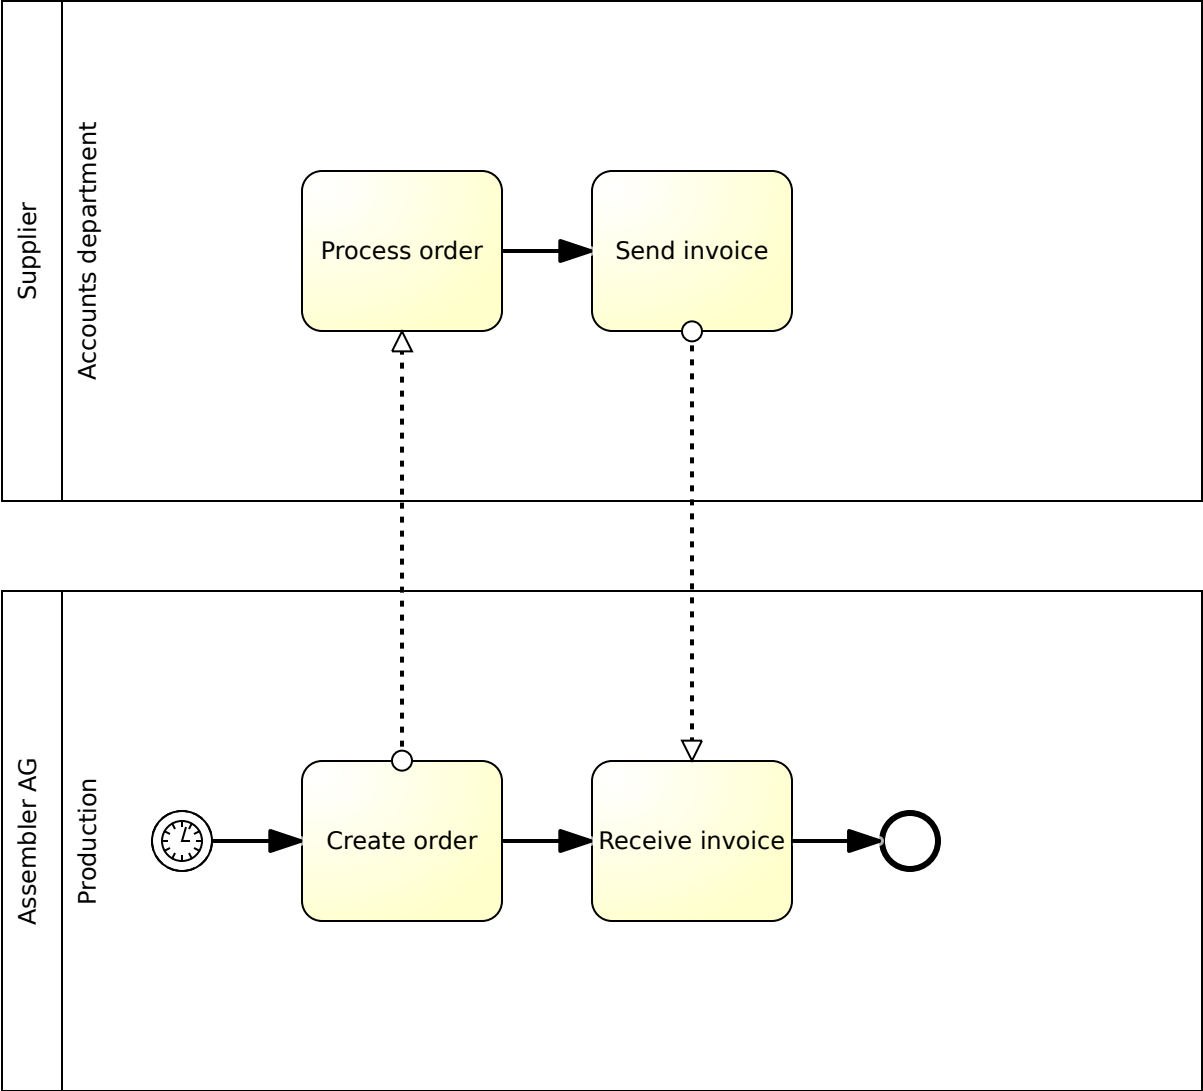 Supplier
Accounts department
Process order
Send invoice
Assembler AG
Production
Create order
Receive invoice